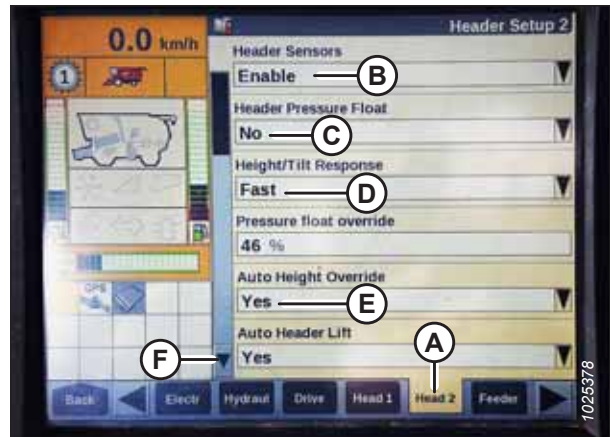 Header Setup 2
0.0 km/h
1
Header Sensors
Enable
B
Header Pressure Float
No
C
Height/Tilt Response
Fast
D
Pressure float override
46 %
Auto Height Override
Yes
E
GPS
Auto Header Lift
Yes
F
A
Back
Electr
Hydraul
Drive
Head 1
Head 2
Feeder
1025378